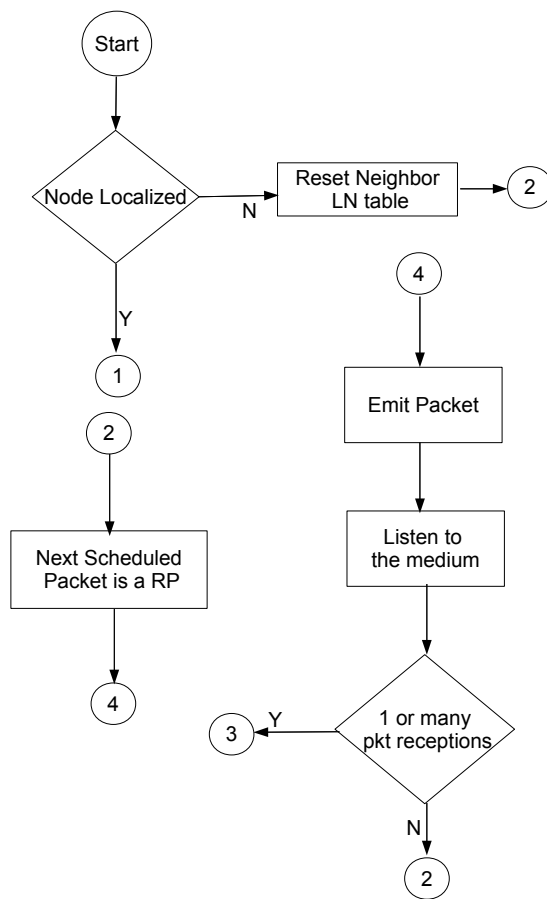 Start
Node Localized
N
Reset Neighbor
LN table
2
Y
1
2
Next Scheduled
Packet is a RP
4
4
Emit Packet
Listen to
the medium
1 or many
pkt receptions
Y
3
N
2